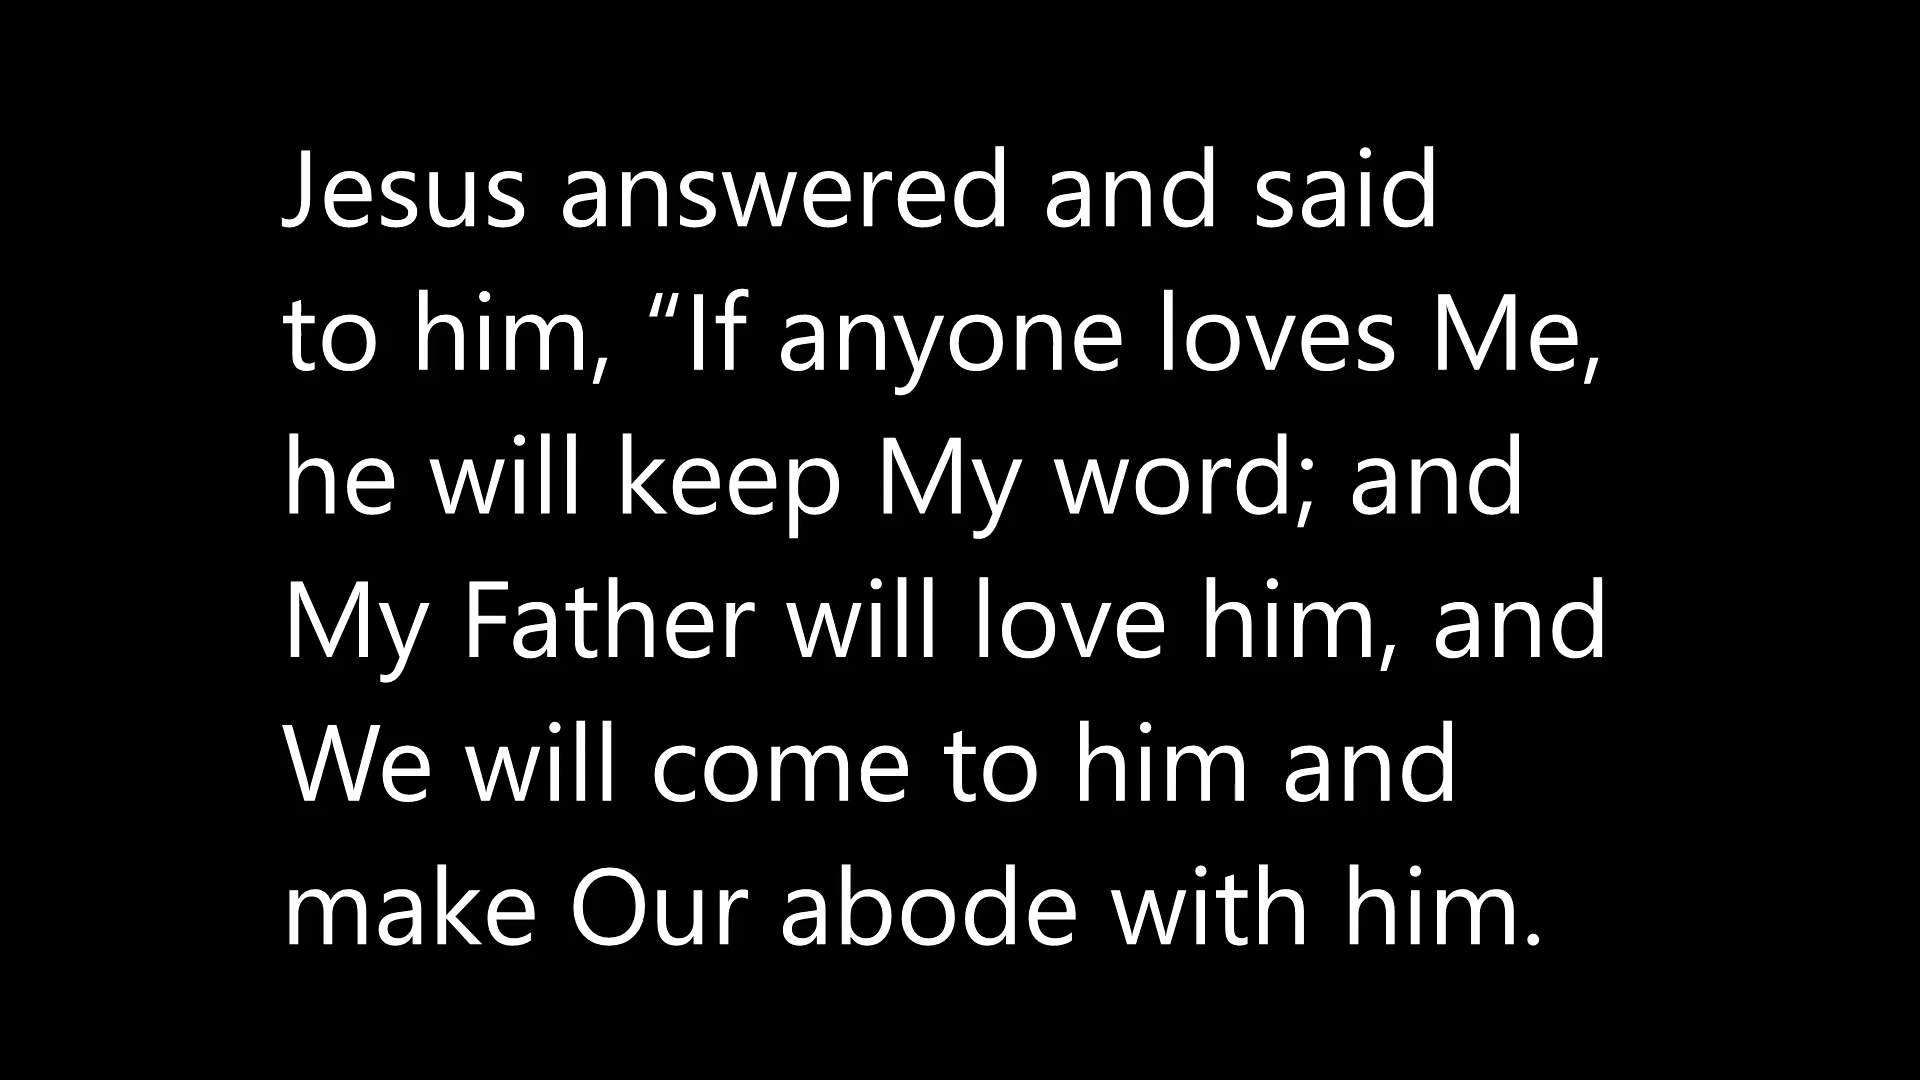 Jesus answered and said
to him, “If anyone loves Me,
he will keep My word; and
My Father will love him, and
We will come to him and
make Our abode with him.